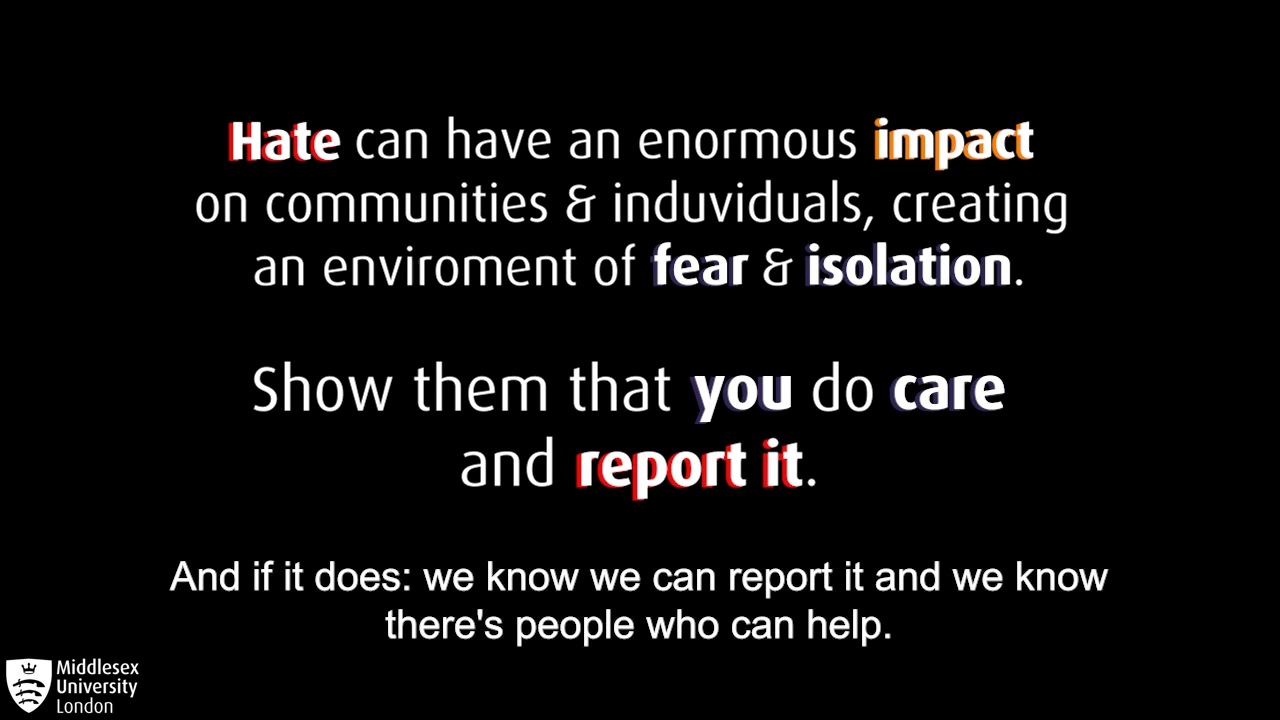 Hate can have an enormous impact
on communities & induviduals, creating
an enviroment of fear & isolation.
Show them that you do care
and report it.
And if it does: we know we can report it and we know
there's people who can help.
Middlesex
University
London